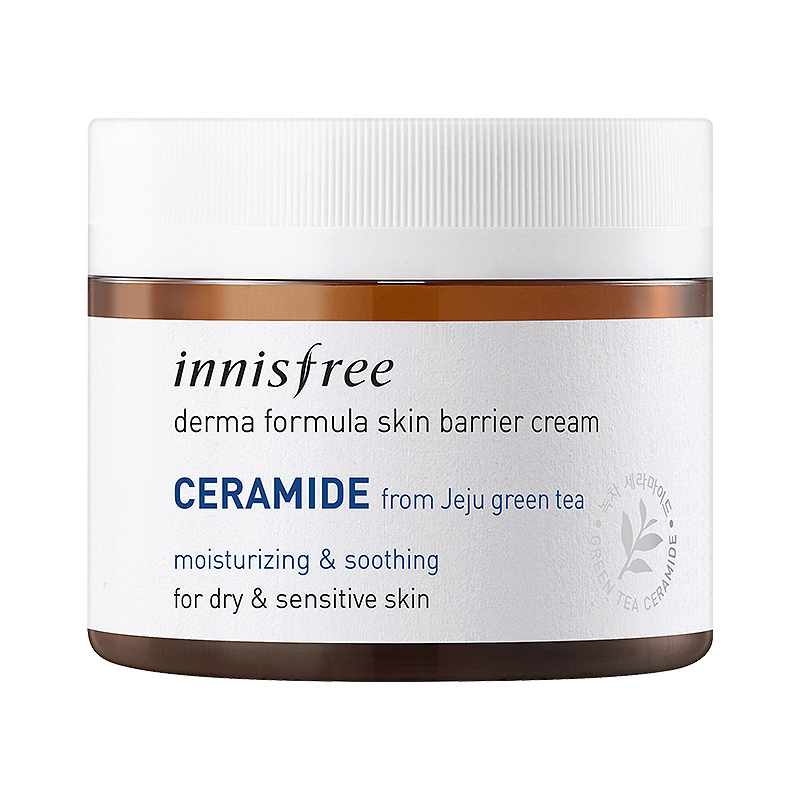 innisfree
derma formula skin barrier cream
CERAMIDE from Jeju green tea
moisturizing & soothing
for dry & sensitive skin
녹차 세라마이드
GREEN TEA CERAMIDE